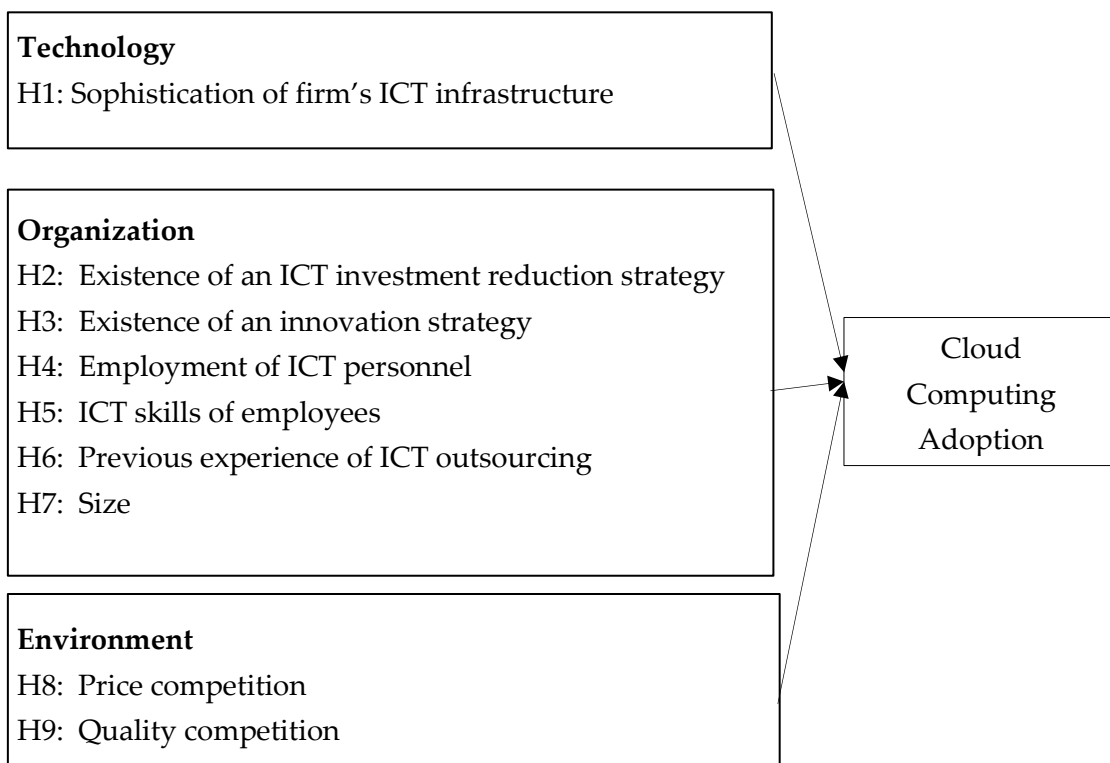 Technology
H1: Sophistication of firm’s ICT infrastructure
Organization
H2: Existence of an ICT investment reduction strategy
H3: Existence of an innovation strategy
H4: Employment of ICT personnel
H5: ICT skills of employees
H6: Previous experience of ICT outsourcing
H7: Size
Environment
H8: Price competition
H9: Quality competition
Cloud
Computing
Adoption